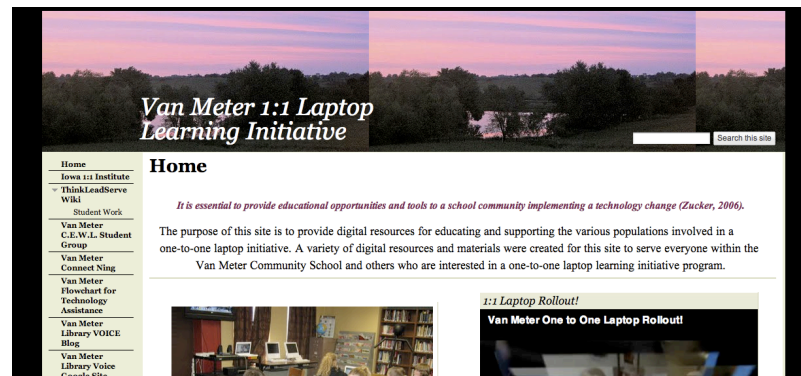 Van Meter 1:1 Laptop
Learning Initiative
Search this site
Home
Iowa 1:1 Institute
ThinkLeadServe
Wiki
Student Work
Van Meter
C.E.W.L. Student
Group
Van Meter
Connect Ning
Van Meter
Flowchart for
Technology
Assistance
Van Meter
Library VOICE
Blog
Van Meter
Library Voice
Google Site
Home
It is essential to provide educational opportunities and tools to a school community implementing a technology change (Zucker, 2006).
The purpose of this site is to provide digital resources for educating and supporting the various populations involved in a
one-to-one laptop initiative. A variety of digital resources and materials were created for this site to serve everyone within the
Van Meter Community School and others who are interested in a one-to-one laptop learning initiative program.
1:1 Laptop Rollout!
Van Meter One to One Laptop Rollout!